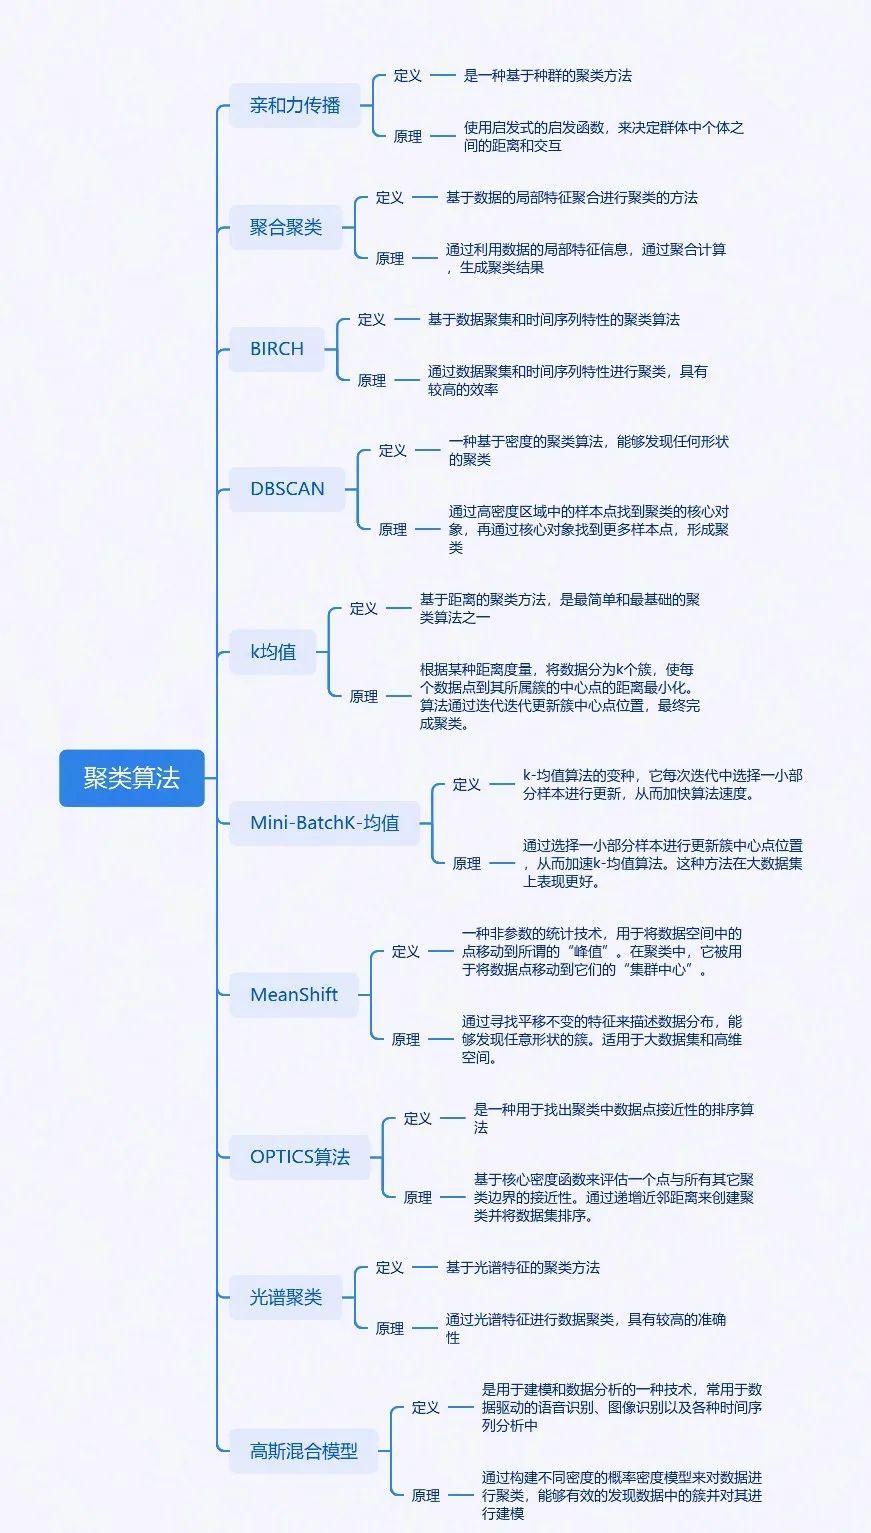 聚类算法
亲和力传播
定义
是一种基于种群的聚类方法
原理
使用启发式的启发函数，来决定群体中个体之
间的距离和交互
聚合聚类
定义
基于数据的局部特征聚合进行聚类的方法
原理
通过利用数据的局部特征信息，通过聚合计算
，生成聚类结果
BIRCH
定义
基于数据聚集和时间序列特性的聚类算法
原理
通过数据聚集和时间序列特性进行聚类，具有
较高的效率
DBSCAN
定义
一种基于密度的聚类算法，能够发现任何形状
的聚类
原理
通过高密度区域中的样本点找到聚类的核心对
象，再通过核心对象找到更多样本点，形成聚
类
k均值
定义
基于距离的聚类方法，是最简单和最基础的聚
类算法之一
原理
根据某种距离度量，将数据分为k个簇，使每
个数据点到其所属簇的中心点的距离最小化。
算法通过迭代迭代更新簇中心点位置，最终完
成聚类。
Mini-BatchK-均值
定义
k-均值算法的变种，它每次迭代中选择一小部
分样本进行更新，从而加快算法速度。
原理
通过选择一小部分样本进行更新簇中心点位置
，从而加速k-均值算法。这种方法在大数据集
上表现更好。
MeanShift
定义
一种非参数的统计技术，用于将数据空间中的
点移动到所谓的“峰值”。在聚类中，它被用
于将数据点移动到它们的“集群中心”。
原理
通过寻找平移不变的特征来描述数据分布，能
够发现任意形状的簇。适用于大数据集和高维
空间。
OPTICS算法
定义
是一种用于找出聚类中数据点接近性的排序算
法
原理
基于核心密度函数来评估一个点与所有其它聚
类边界的接近性。通过递增近邻距离来创建聚
类并将数据集排序。
光谱聚类
定义
基于光谱特征的聚类方法
原理
通过光谱特征进行数据聚类，具有较高的准确
性
高斯混合模型
定义
是用于建模和数据分析的一种技术，常用于数
据驱动的语音识别、图像识别以及各种时间序
列分析中
原理
通过构建不同密度的概率密度模型来对数据进
行聚类，能够有效的发现数据中的簇并对其进
行建模